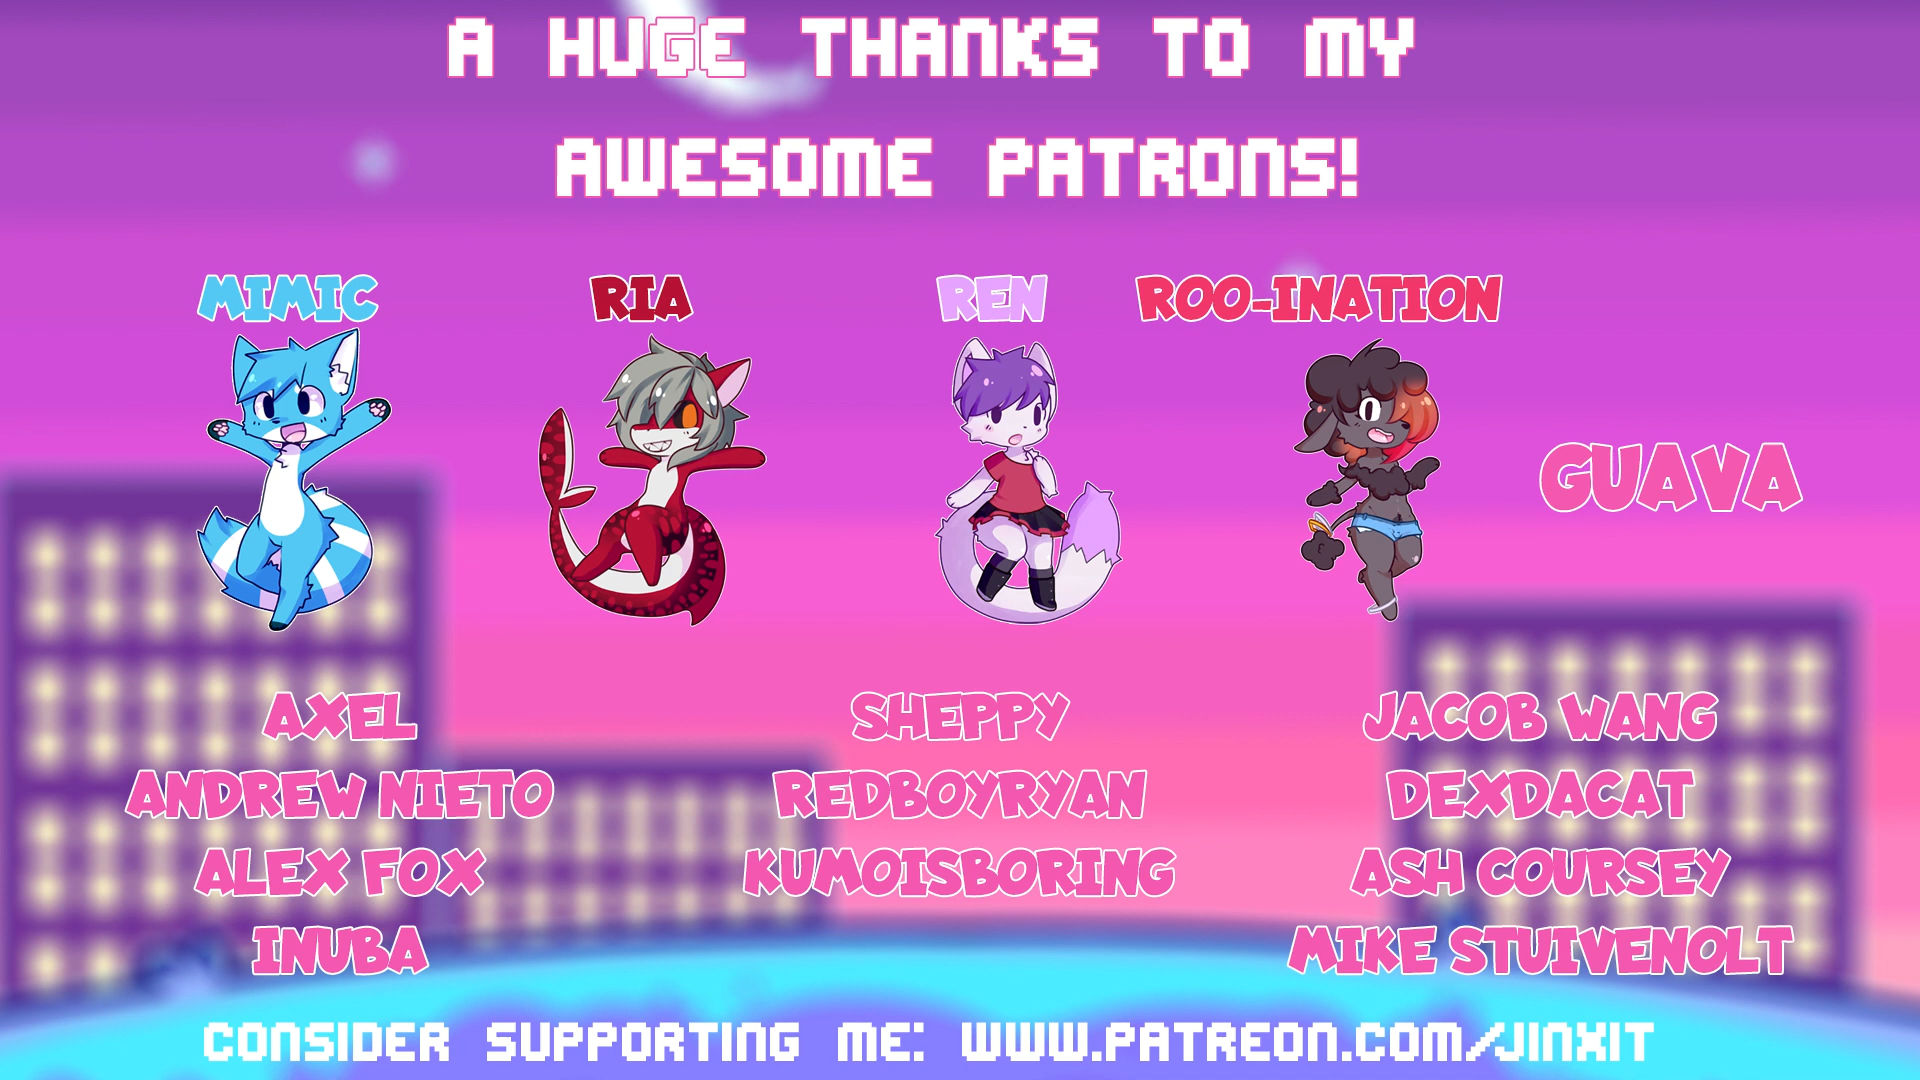 A HUGE THANKS TO MY
AWESOME PATRONS!
MIMIC
RIA
REN
ROO-INATION
GUAVA
AXEL
ANDREW NIETO
ALEX FOX
INUBA
SHEPPY
REDBOYRYAN
KUMOISBORING
JACOB WANG
DEXDACAT
ASH COURSEY
MIKE STUIVENOLT
CONSIDER SUPPORTING ME: WWW.PATREON.COM/JINXIT